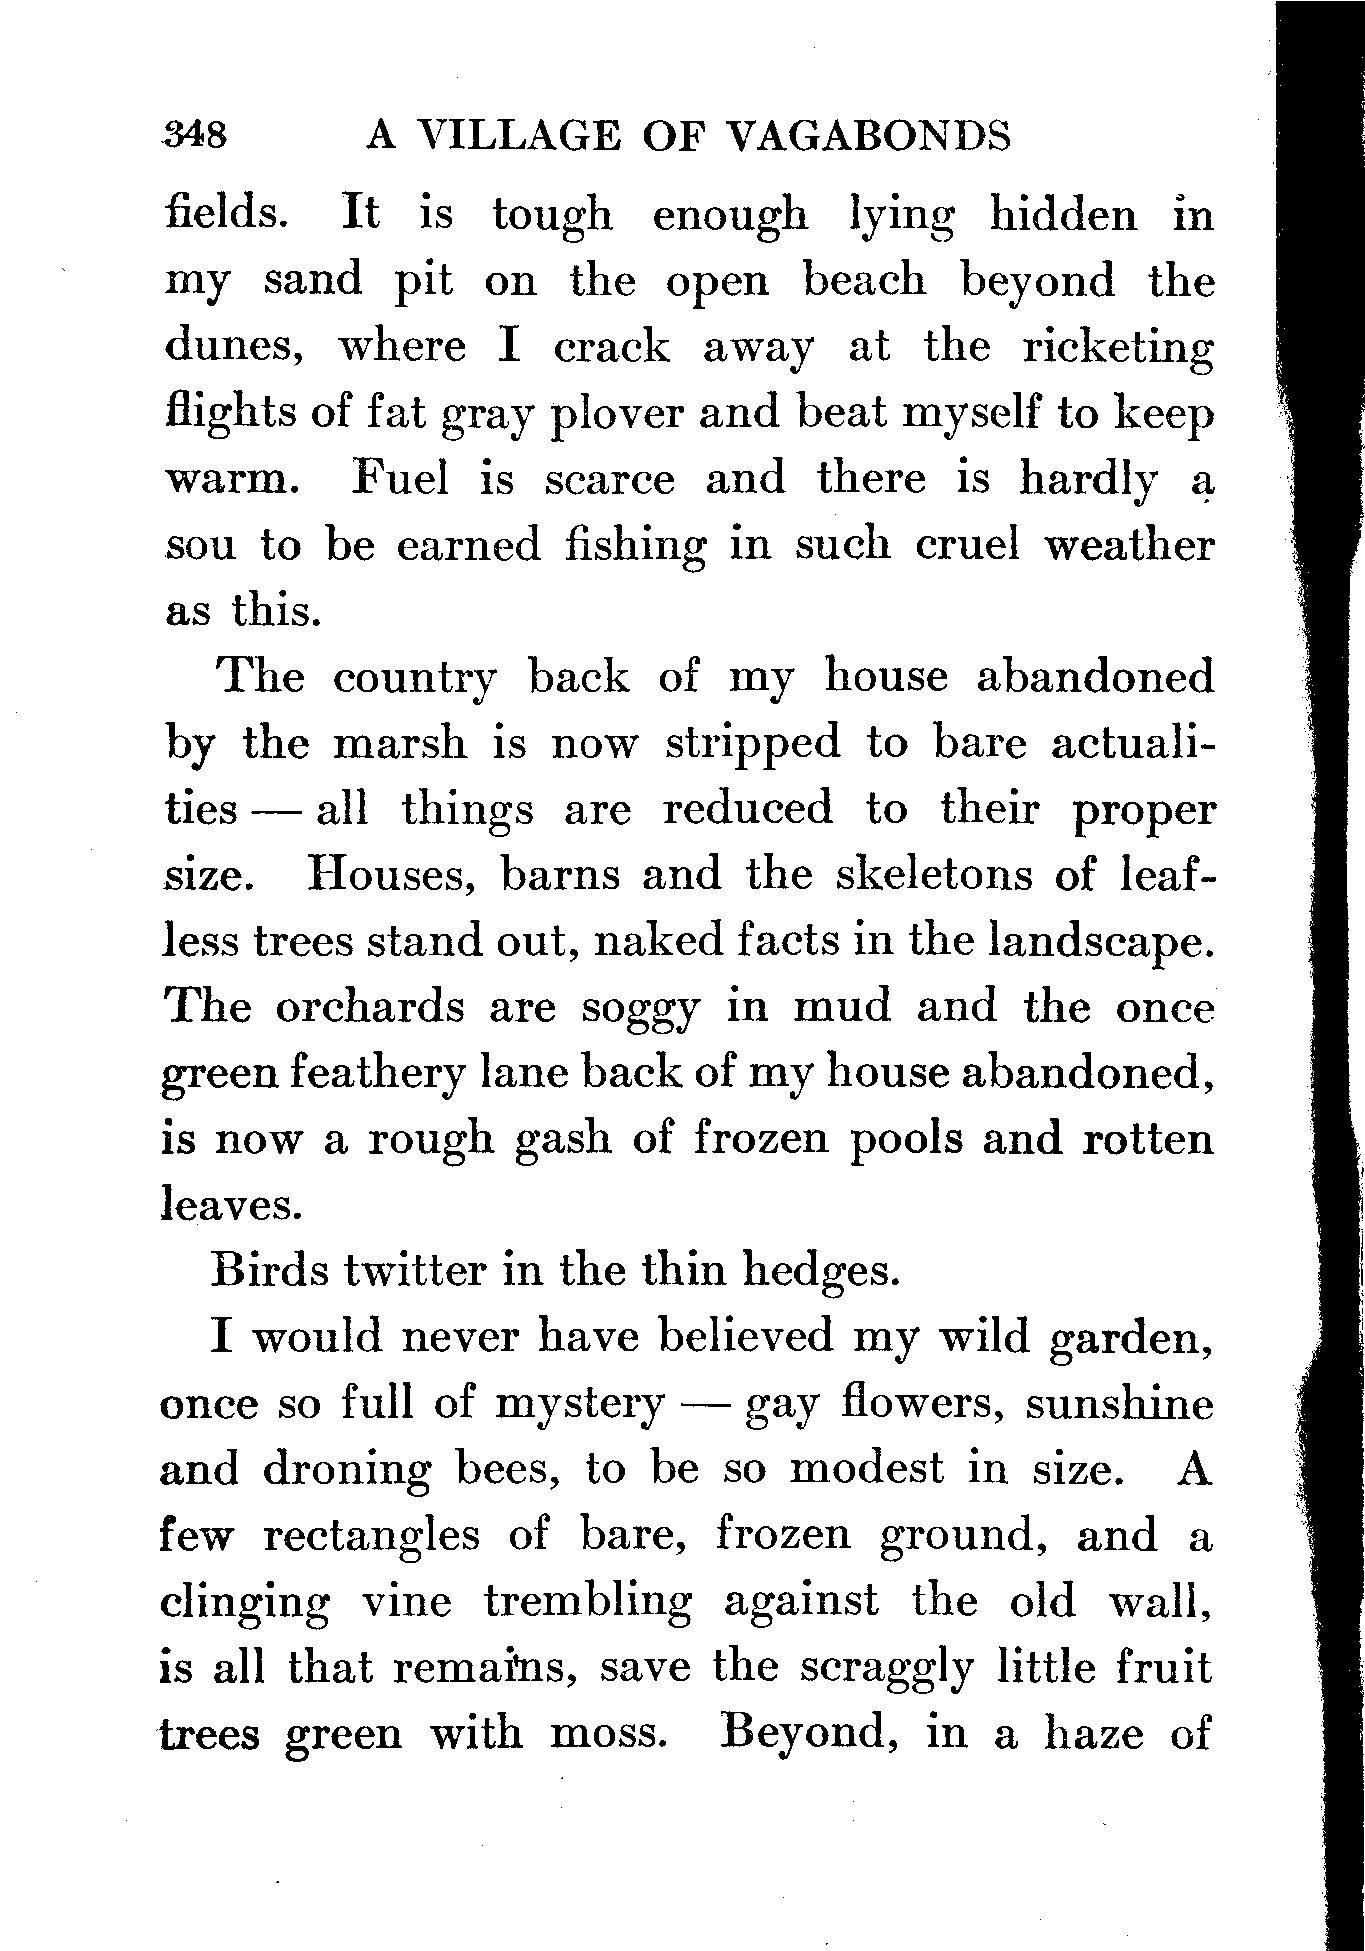 348 A VILLAGE OF VAGABONDS
fields. It is tough enough lying hidden in
my sand pit on the open beach beyond the
dunes, where I crack away at the ricketing
flights of fat gray plover and beat myself to keep
warm. Fuel is scarce and there is hardly a
sou to be earned fishing in such cruel weather
as this.
The country back of my house abandoned
by the marsh is now stripped to bare actuali-
ties — all things are reduced to their proper
size. Houses, barns and the skeletons of leaf-
less trees stand out, naked facts in the landscape.
The orchards are soggy in mud and the once
green feathery lane back of my house abandoned,
is now a rough gash of frozen pools and rotten
leaves.
Birds twitter in the thin hedges.
I would never have believed my wild garden,
once so full of mystery — gay flowers, sunshine
and droning bees, to be so modest in size. A
few rectangles of bare, frozen ground, and a
clinging vine trembling against the old wall,
is all that remains, save the scraggly little fruit
trees green with moss. Beyond, in a haze of